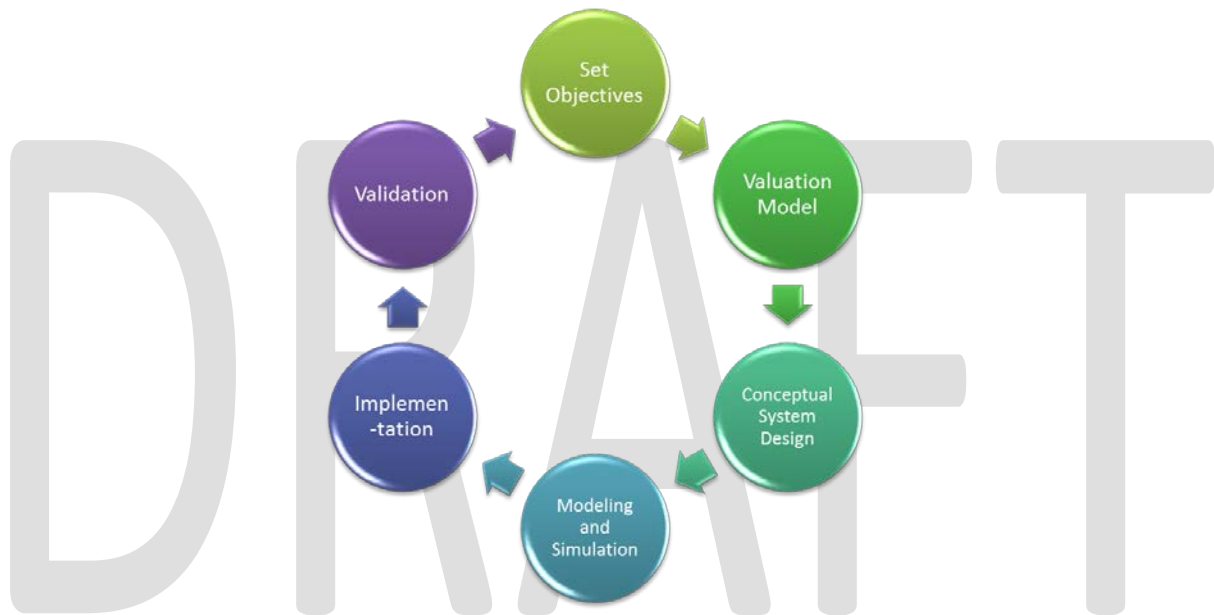 Set
Objectives
Valuation
Model
Conceptual
System
Design
Modeling
and
Simulation
Implemen
-tation
Validation
DRAFT